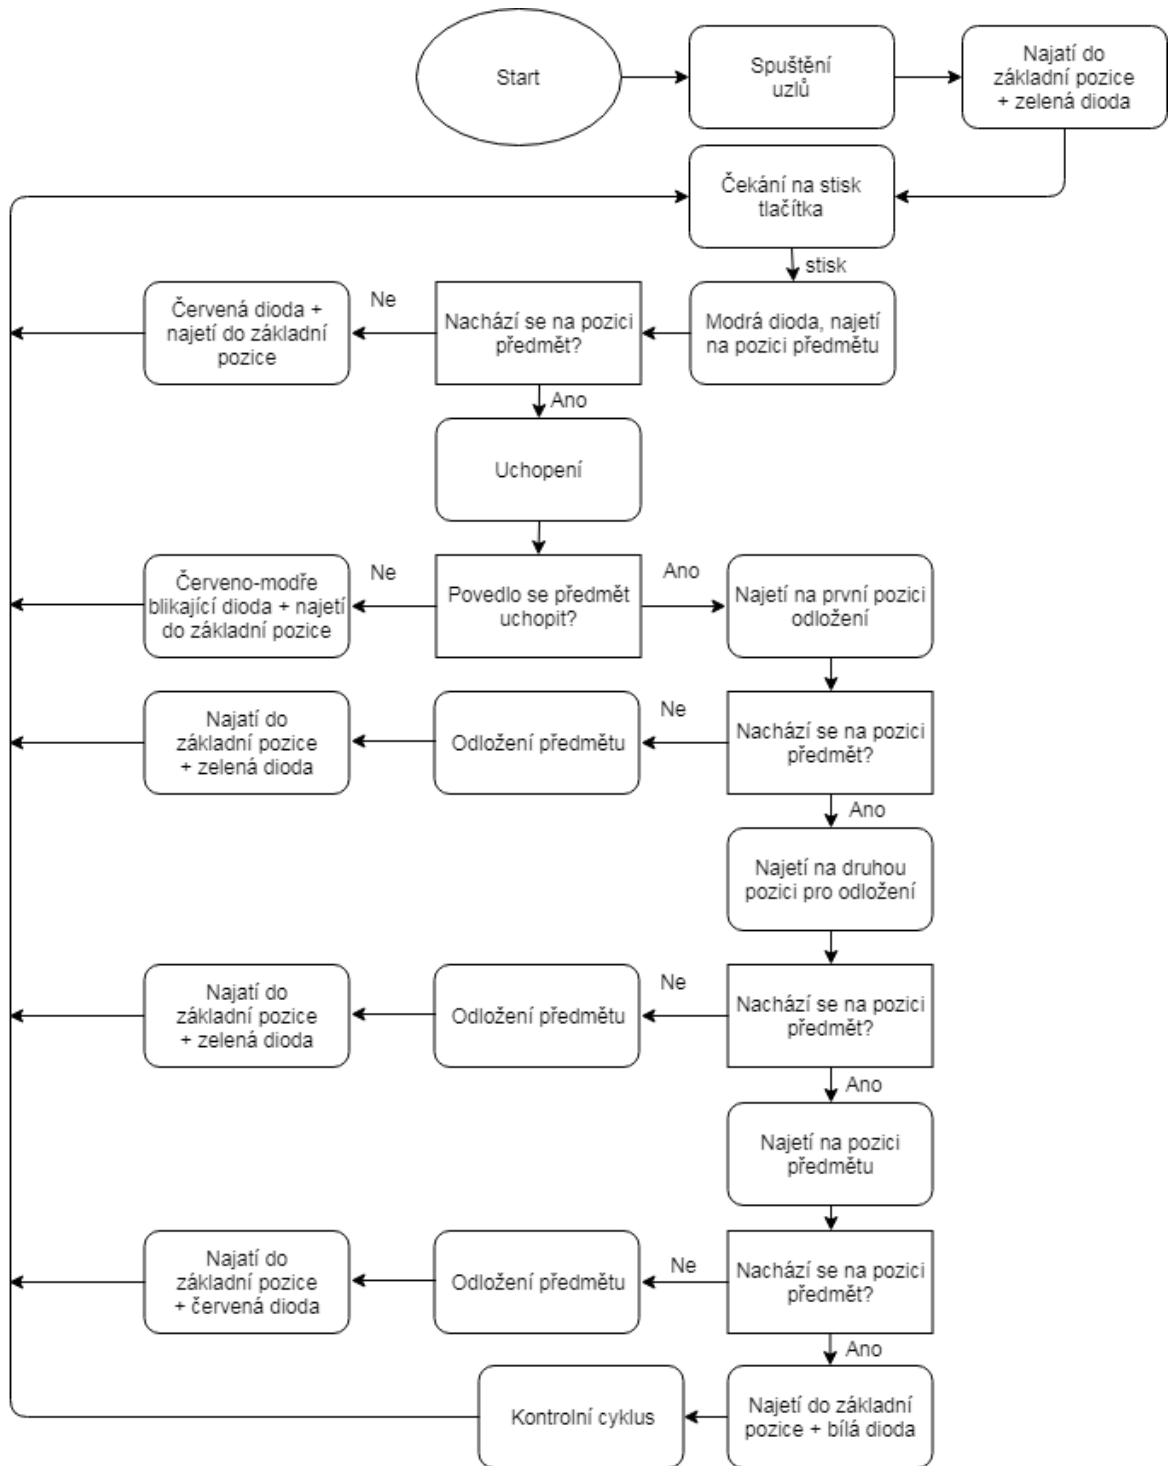 Start
Spuštění
uzlů
Najatí do
základní pozice
+ zelená dioda
Čekání na stisk
tlačítka
stisk
Modrá dioda, najetí
na pozici předmětu
Nachází se na pozici
předmět?
Ne
Červená dioda +
najetí do základní
pozice
Ano
Uchopení
Povedlo se předmět
uchopit?
Ne
Červeno-modře
blikající dioda + najetí
do základní pozice
Ano
Najetí na první pozici
odložení
Nachází se na pozici
předmět?
Ne
Odložení předmětu
Najatí do
základní pozice
+ zelená dioda
Ano
Najetí na druhou
pozici pro odložení
Nachází se na pozici
předmět?
Ne
Odložení předmětu
Najatí do
základní pozice
+ zelená dioda
Ano
Najetí na pozici
předmětu
Nachází se na pozici
předmět?
Ne
Odložení předmětu
Najatí do
základní pozice
+ červená dioda
Ano
Najetí do základní
pozice + bílá dioda
Kontrolní cyklus